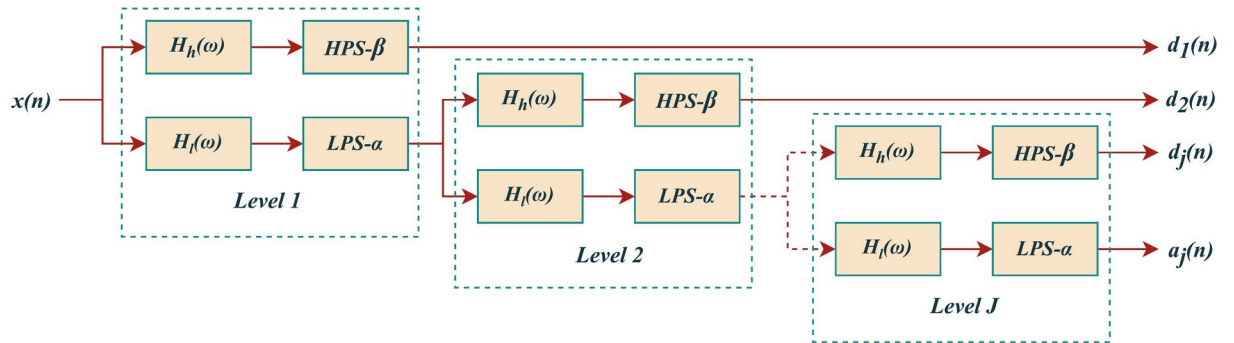 x(n)
H_h(ω)
HPS-β
d_1(n)
H_l(ω)
LPS-α
Level 1
H_h(ω)
HPS-β
d_2(n)
H_l(ω)
LPS-α
Level 2
H_h(ω)
HPS-β
d_j(n)
H_l(ω)
LPS-α
a_j(n)
Level J